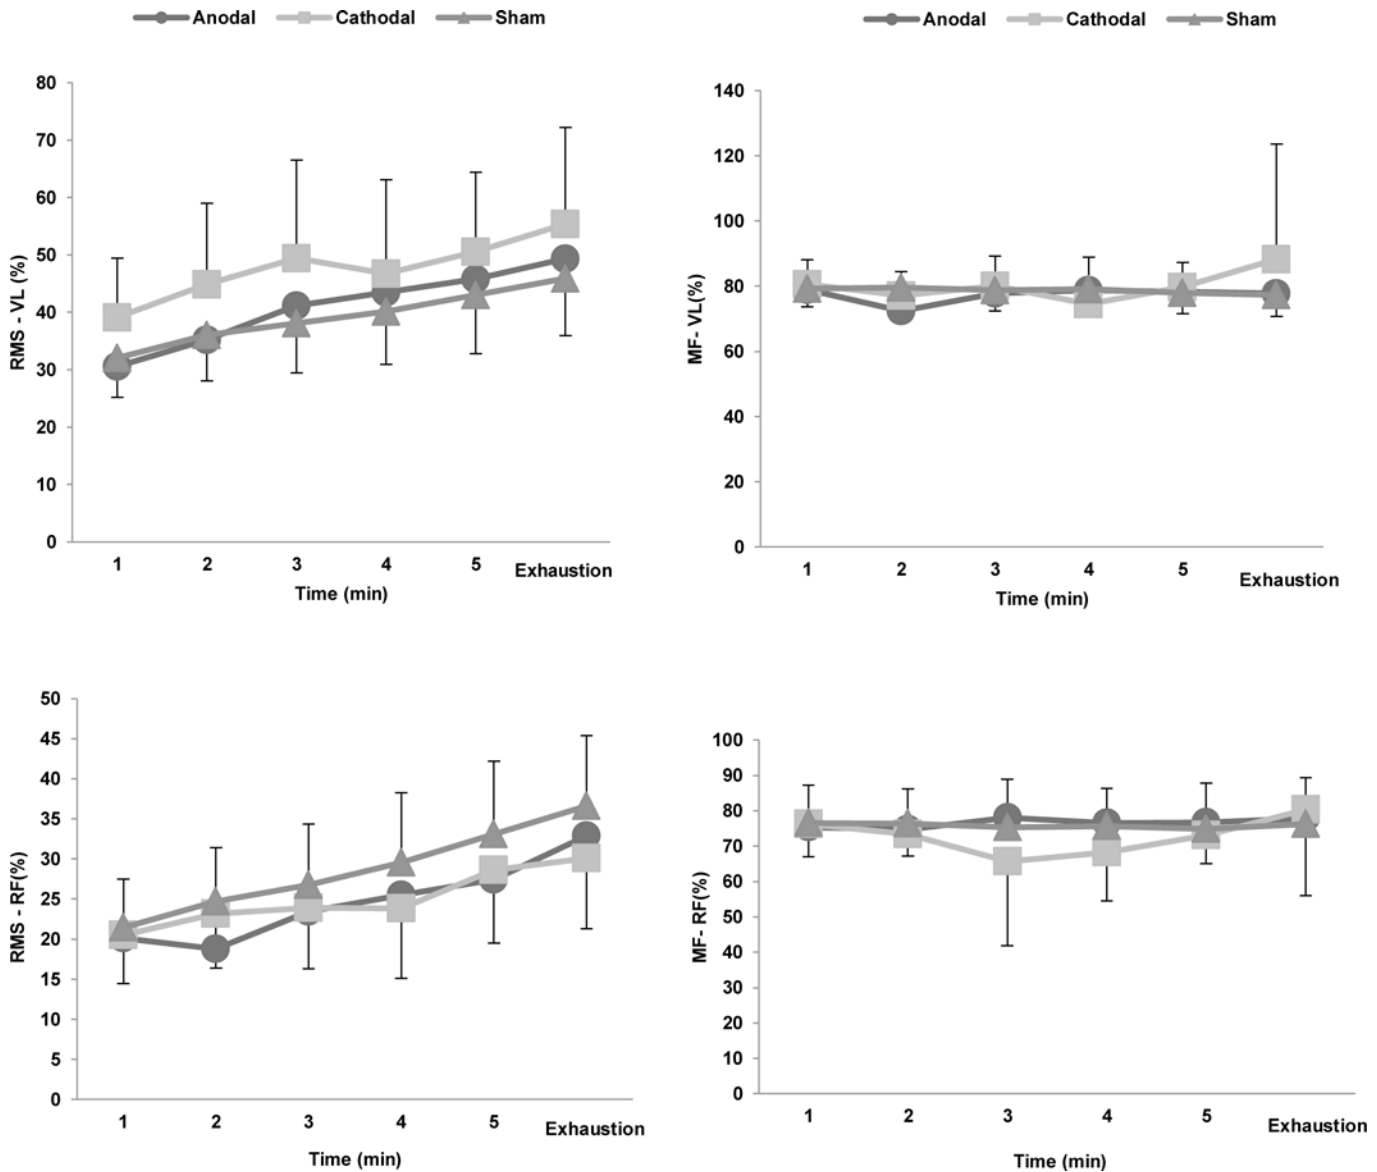 Anodal Cathodal Sham
Anodal Cathodal Sham
RMS - VL (%)
80
70
60
50
40
30
20
10
0
1 2 3 4 5 Exhaustion
Time (min)
MF- VL(%)
140
120
100
80
60
40
20
0
1 2 3 4 5 Exhaustion
Time (min)
RMS - RF(%)
50
45
40
35
30
25
20
15
10
5
0
1 2 3 4 5 Exhaustion
Time (min)
MF- RF(%)
100
90
80
70
60
50
40
30
20
10
0
1 2 3 4 5 Exhaustion
Time (min)